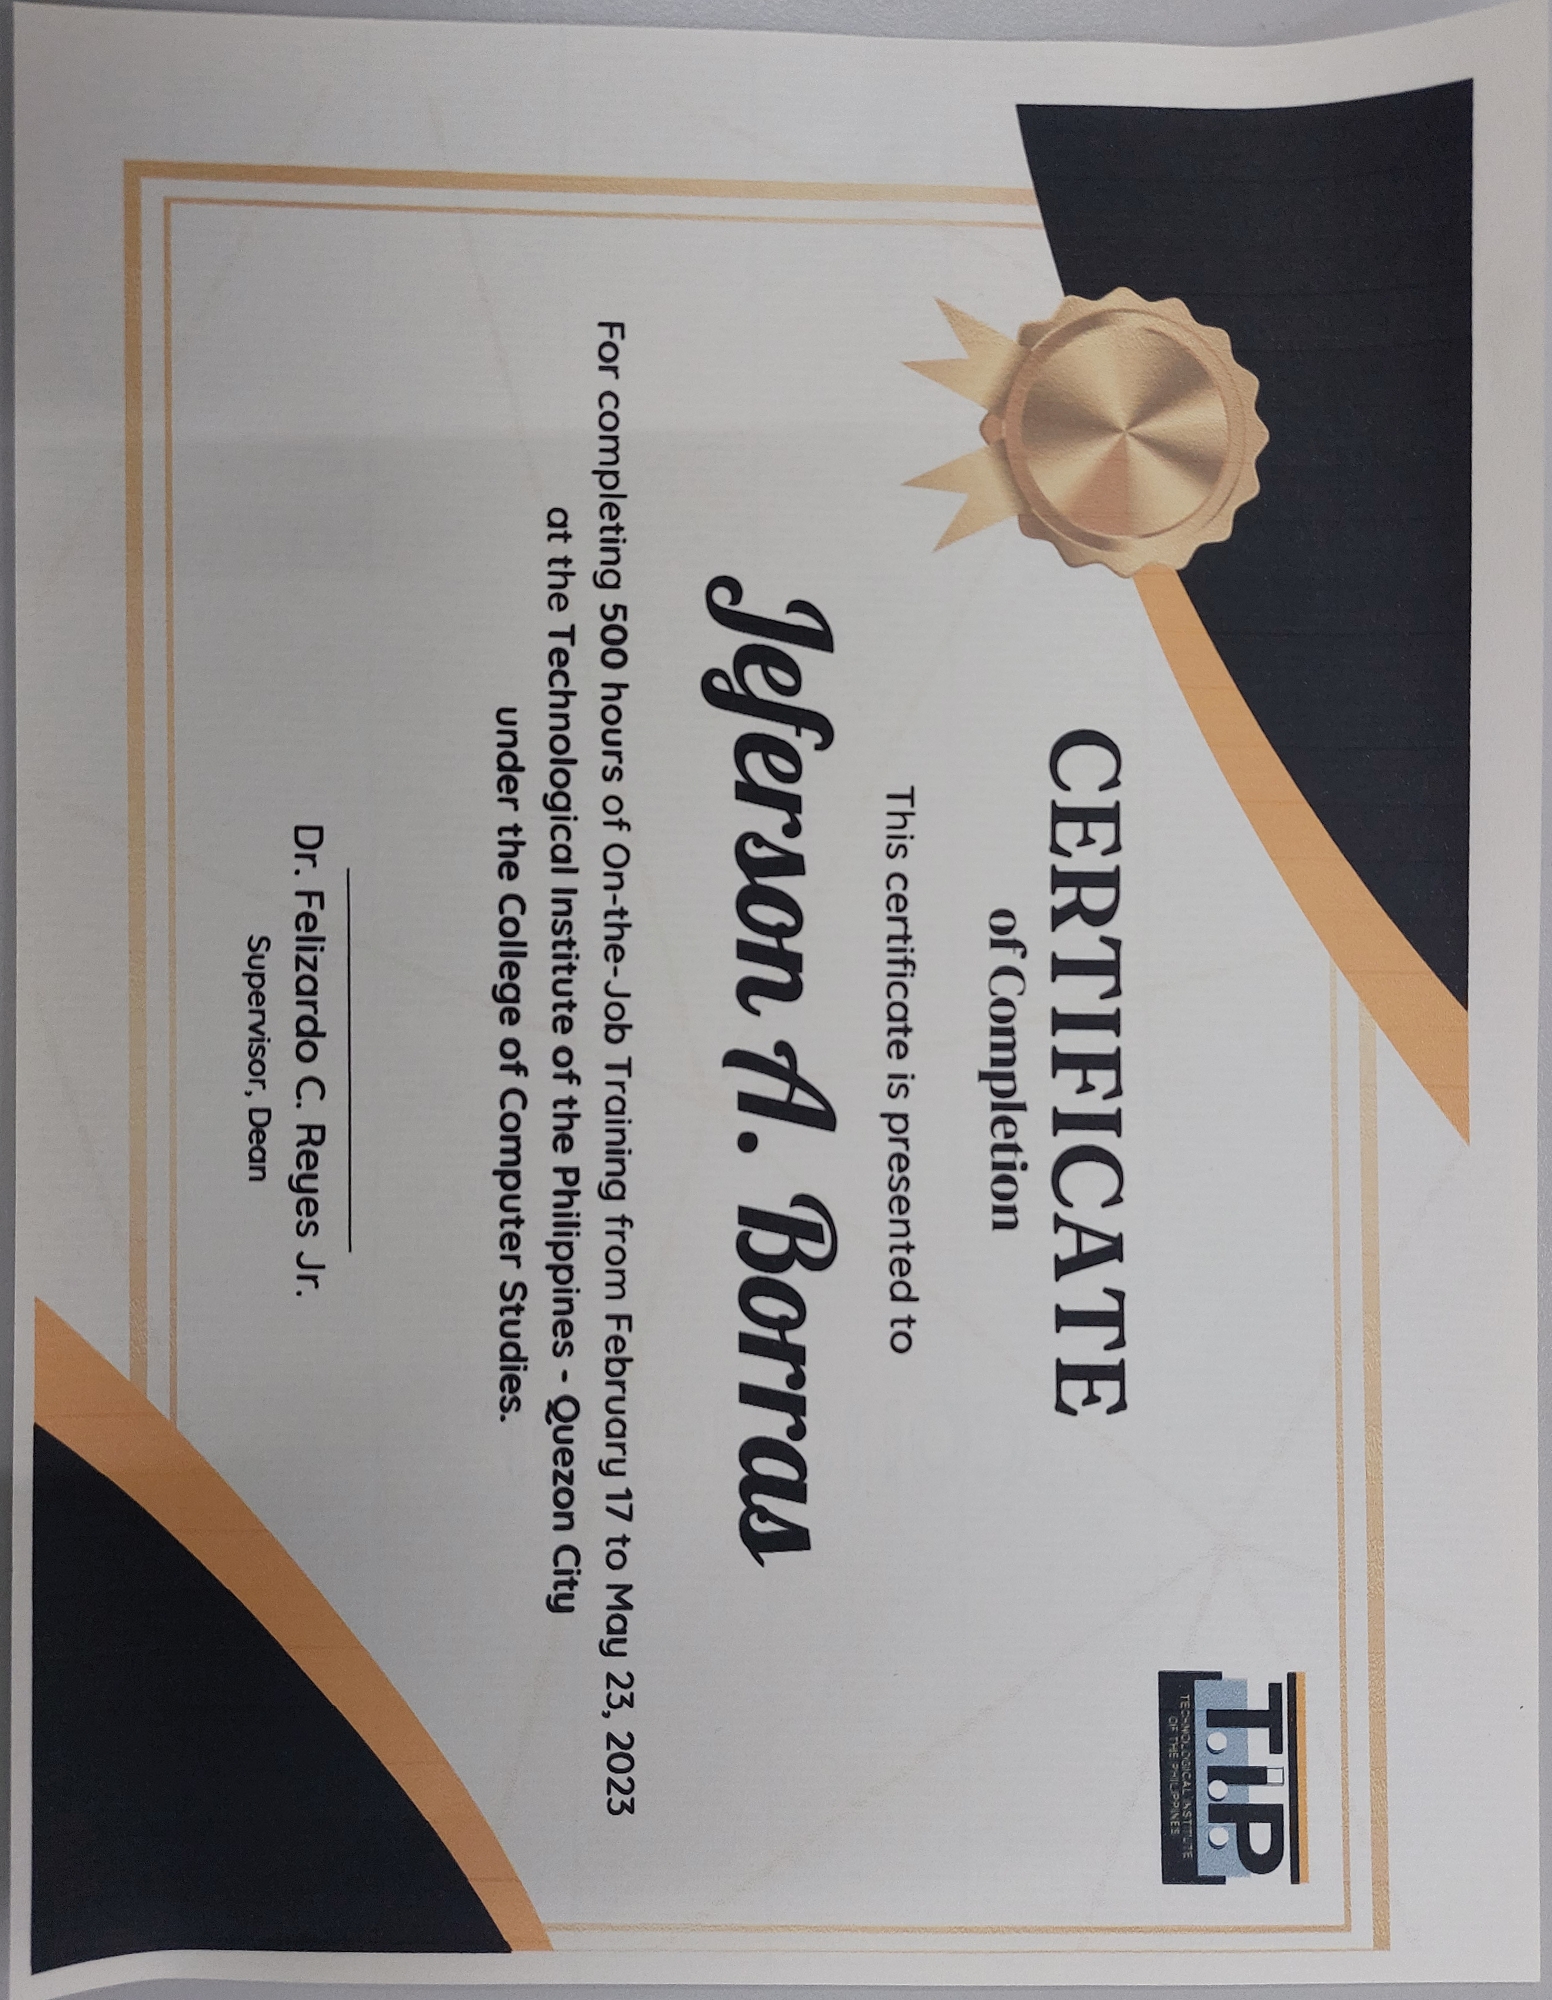 T.I.P.
TECHNOLOGICAL INSTITUTE
OF THE PHILIPPINES
CERTIFICATE
of Completion
This certificate is presented to
Jeferson A. Borras
For completing 500 hours of On-the-Job Training from February 17 to May 23, 2023
at the Technological Institute of the Philippines - Quezon City
under the College of Computer Studies.
Dr. Felizardo C. Reyes Jr.
Supervisor, Dean